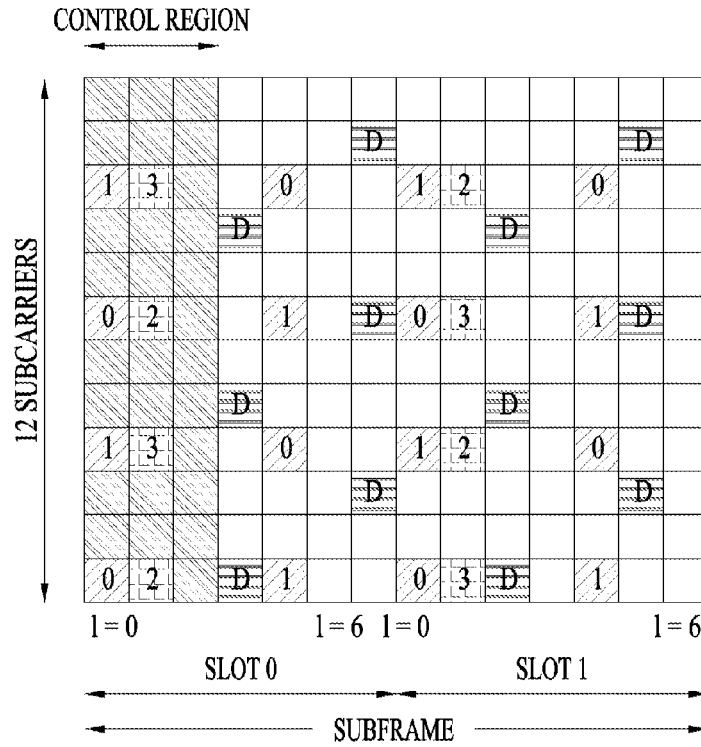 CONTROL REGION
D D
1 3 0 1 2 0
D D
0 2 1 D 0 3 1 D
D D
1 3 0 1 2 0
D D
0 2 D 1 0 3 D 1
12 SUBCARRIERS
l = 0 l = 6 l = 0 l = 6
SLOT 0 SLOT 1
SUBFRAME